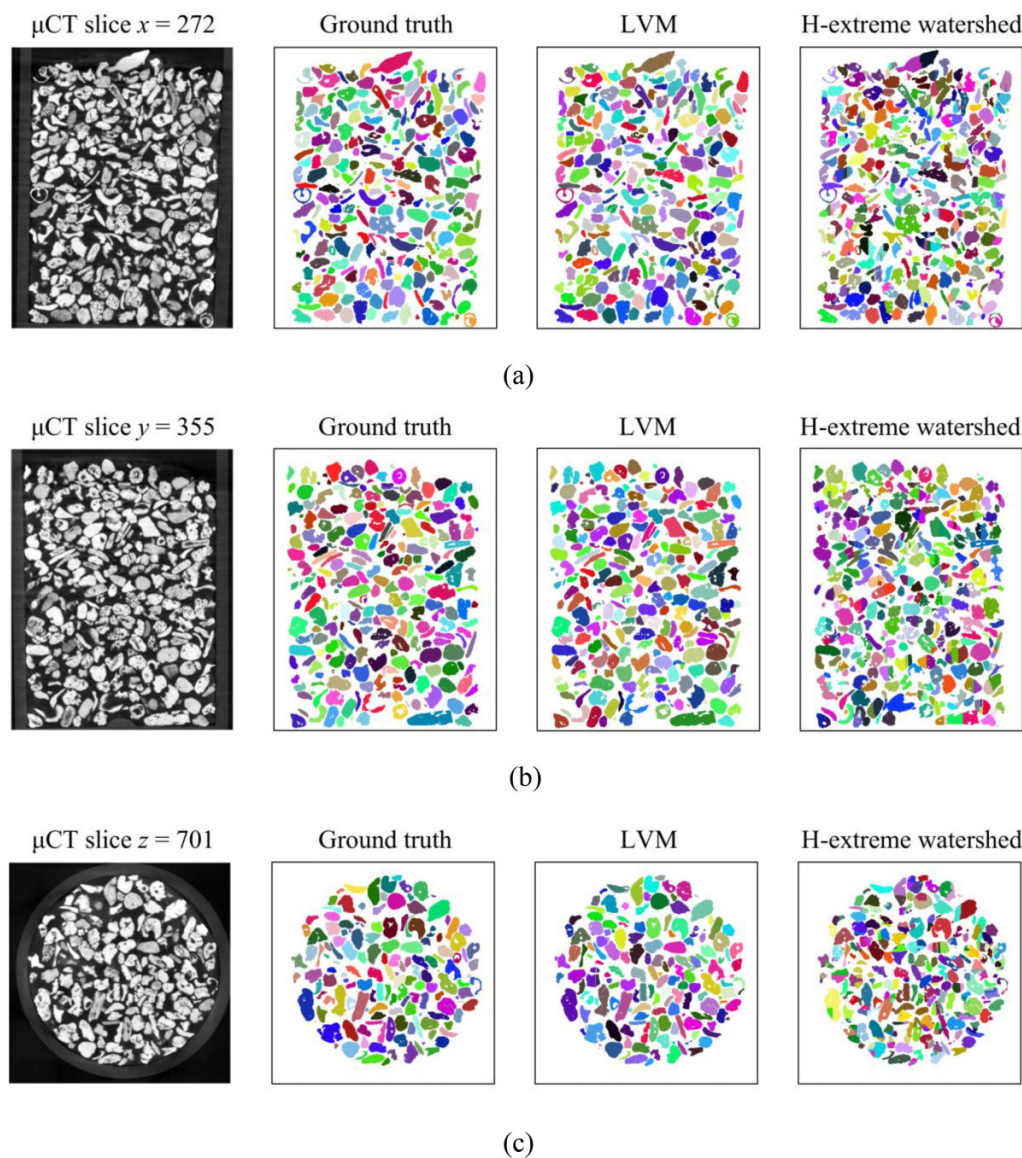 μCT slice x = 272 Ground truth LVM H-extreme watershed
(a)
μCT slice y = 355 Ground truth LVM H-extreme watershed
(b)
μCT slice z = 701 Ground truth LVM H-extreme watershed
(c)